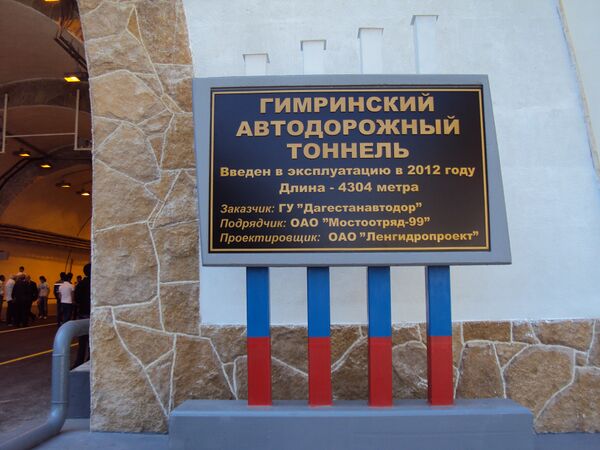 ГИМРИНСКИЙ
АВТОДОРОЖНЫЙ
ТОННЕЛЬ
Введен в эксплуатацию в 2012 году
Длина - 4304 метра
Заказчик: ГУ "Дагестанавтодор"
Подрядчик: ОАО "Мостоотряд-99"
Проектировщик: ОАО "Ленгидропроект"